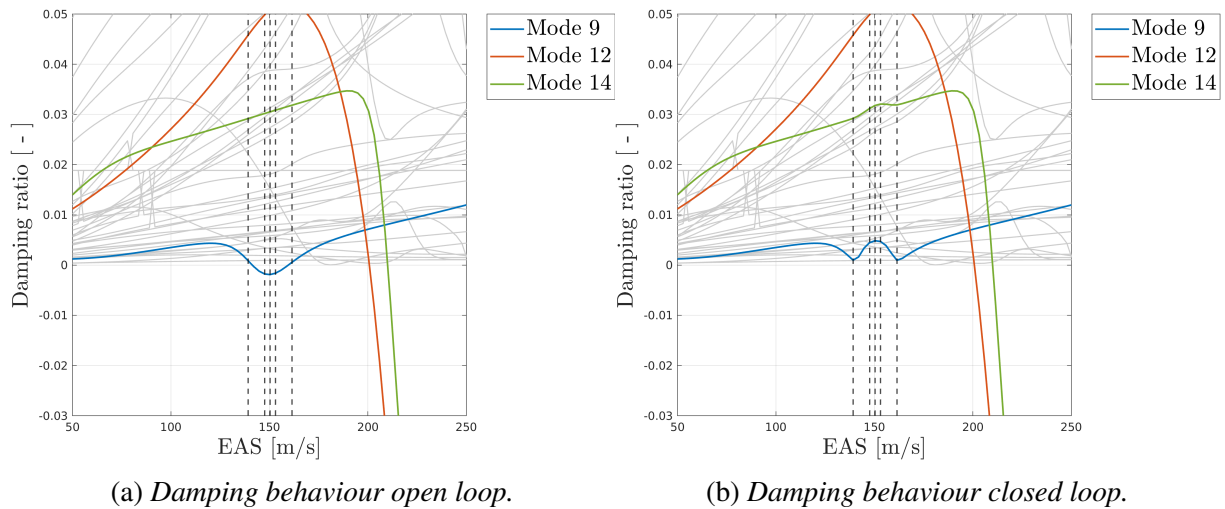 0.05
0.04
0.03
0.02
0.01
0
-0.01
-0.02
-0.03
Damping ratio [ - ]
50
100
150
200
250
EAS [m/s]
Mode 9
Mode 12
Mode 14
(a) Damping behaviour open loop.
0.05
0.04
0.03
0.02
0.01
0
-0.01
-0.02
-0.03
Damping ratio [ - ]
50
100
150
200
250
EAS [m/s]
Mode 9
Mode 12
Mode 14
(b) Damping behaviour closed loop.